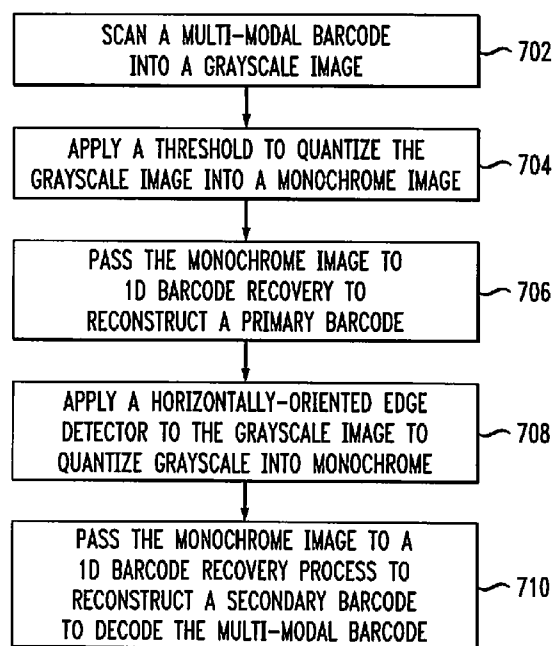 SCAN A MULTI-MODAL BARCODE
INTO A GRAYSCALE IMAGE
702
APPLY A THRESHOLD TO QUANTIZE THE
GRAYSCALE IMAGE INTO A MONOCHROME IMAGE
704
PASS THE MONOCHROME IMAGE TO
1D BARCODE RECOVERY TO
RECONSTRUCT A PRIMARY BARCODE
706
APPLY A HORIZONTALLY-ORIENTED EDGE
DETECTOR TO THE GRAYSCALE IMAGE TO
QUANTIZE GRAYSCALE INTO MONOCHROME
708
PASS THE MONOCHROME IMAGE TO A
1D BARCODE RECOVERY PROCESS TO
RECONSTRUCT A SECONDARY BARCODE
TO DECODE THE MULTI-MODAL BARCODE
710